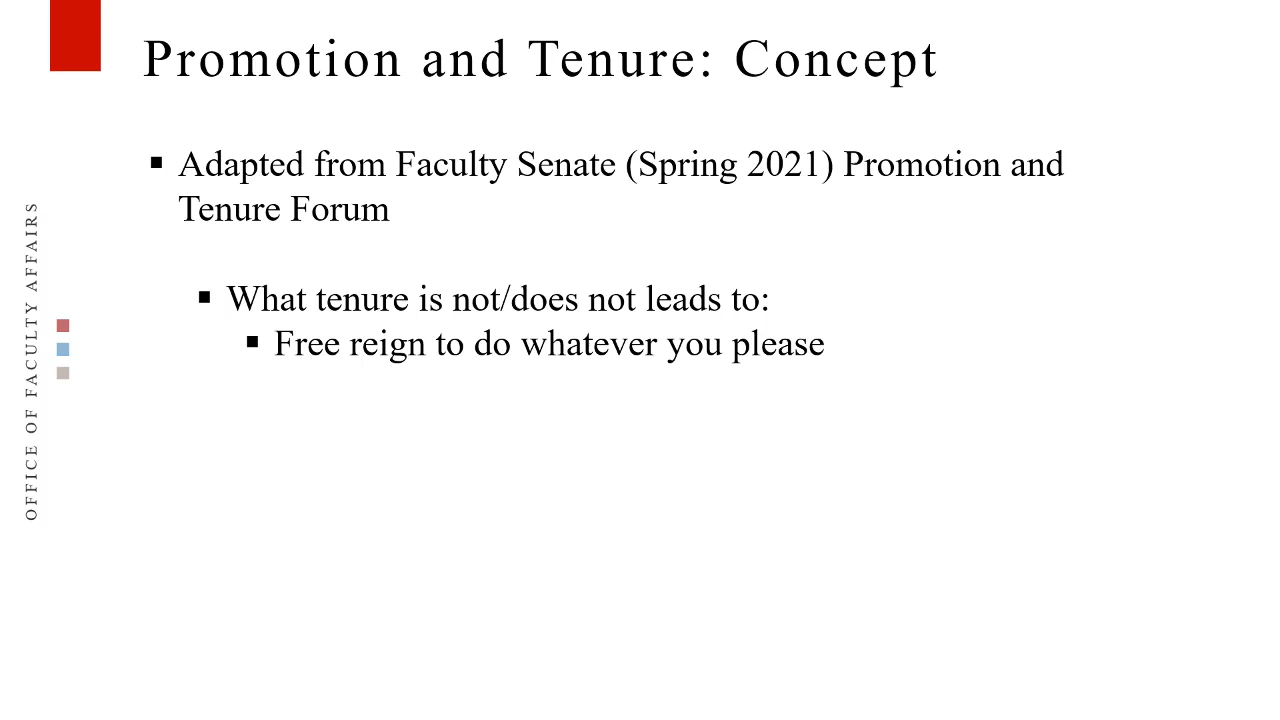 Promotion and Tenure: Concept
Adapted from Faculty Senate (Spring 2021) Promotion and
Tenure Forum
What tenure is not/does not leads to:
Free reign to do whatever you please
OFFICE OF FACULTY AFFAIRS